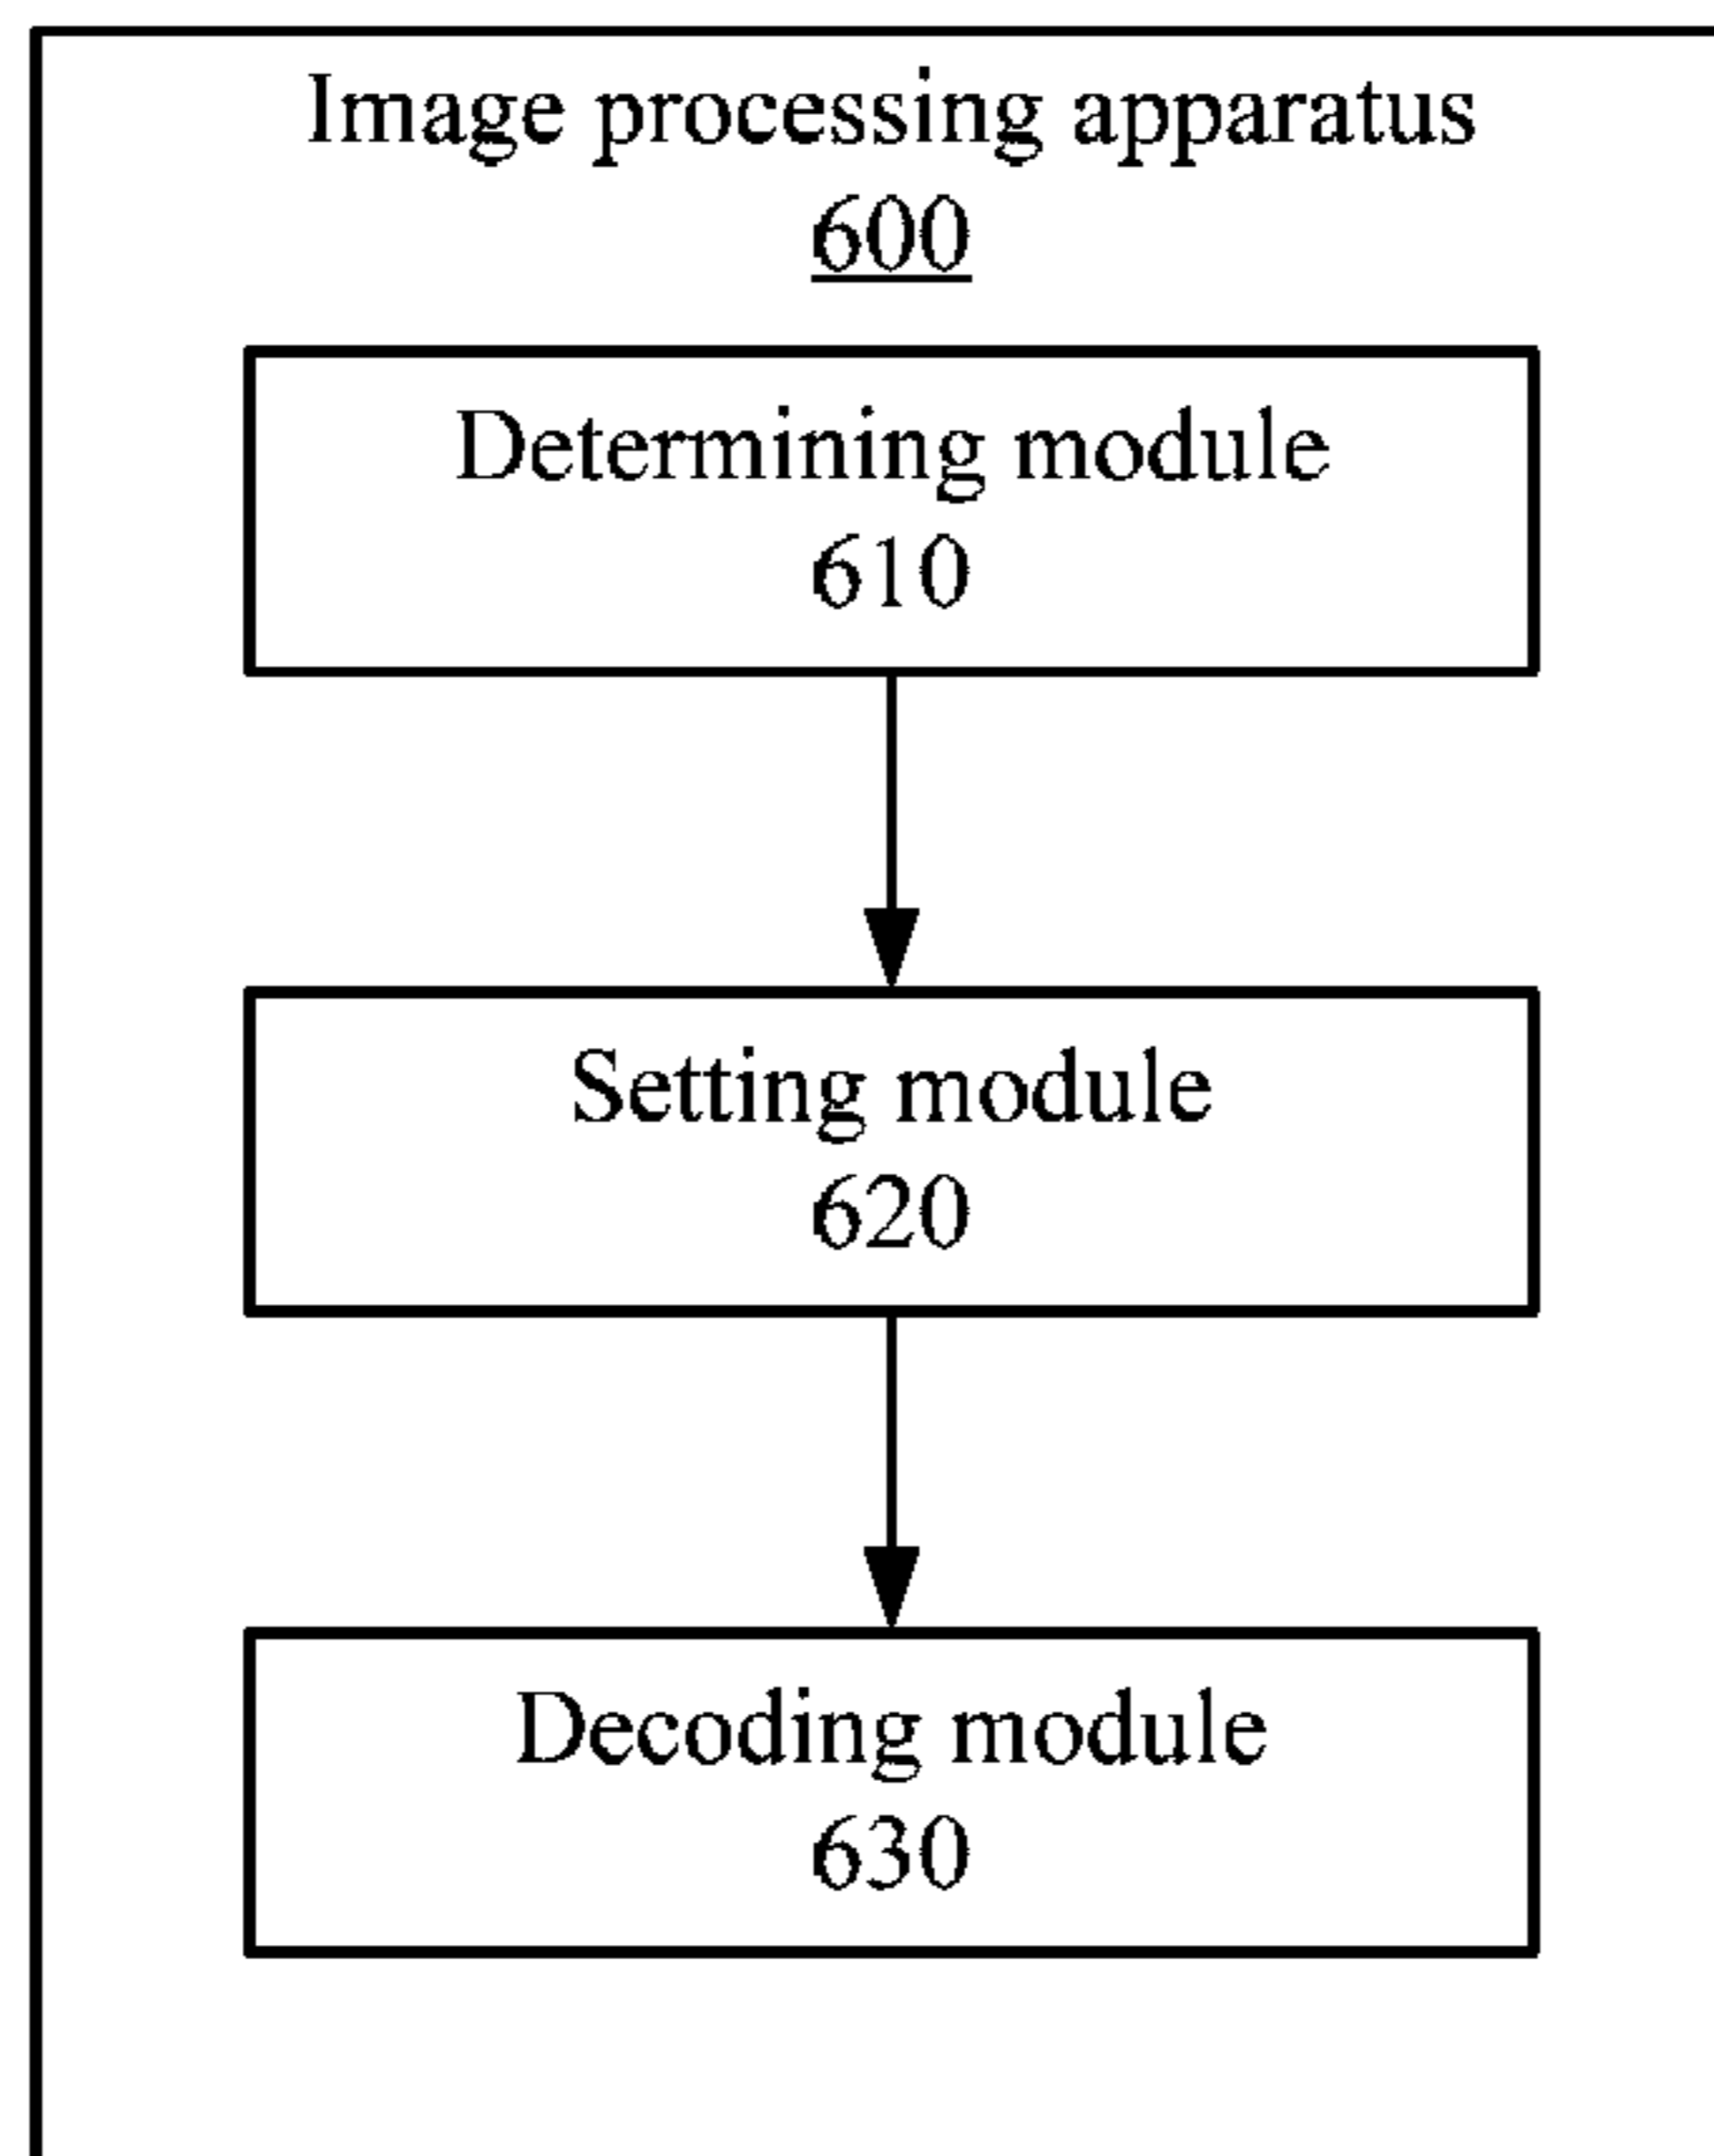 Image processing apparatus
600
Determining module
610
Setting module
620
Decoding module
630